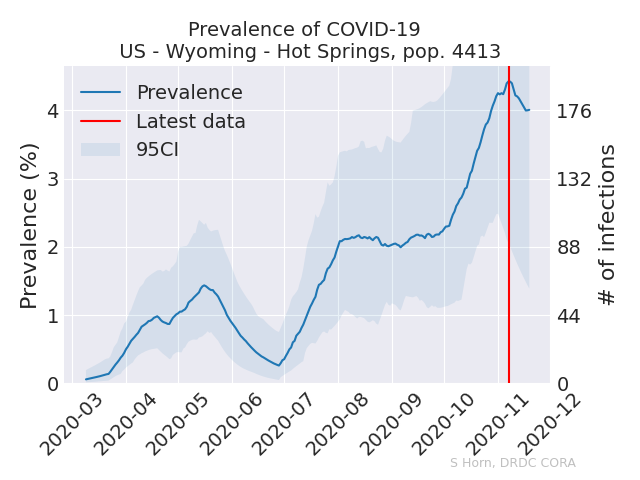 Prevalence of COVID-19
US - Wyoming - Hot Springs, pop. 4413
Prevalence
Latest data
95CI
Prevalence (%)
4
3
2
1
0
# of infections
176
132
88
44
0
2020-03
2020-04
2020-05
2020-06
2020-07
2020-08
2020-09
2020-10
2020-11
2020-12
S Horn, DRDC CORA